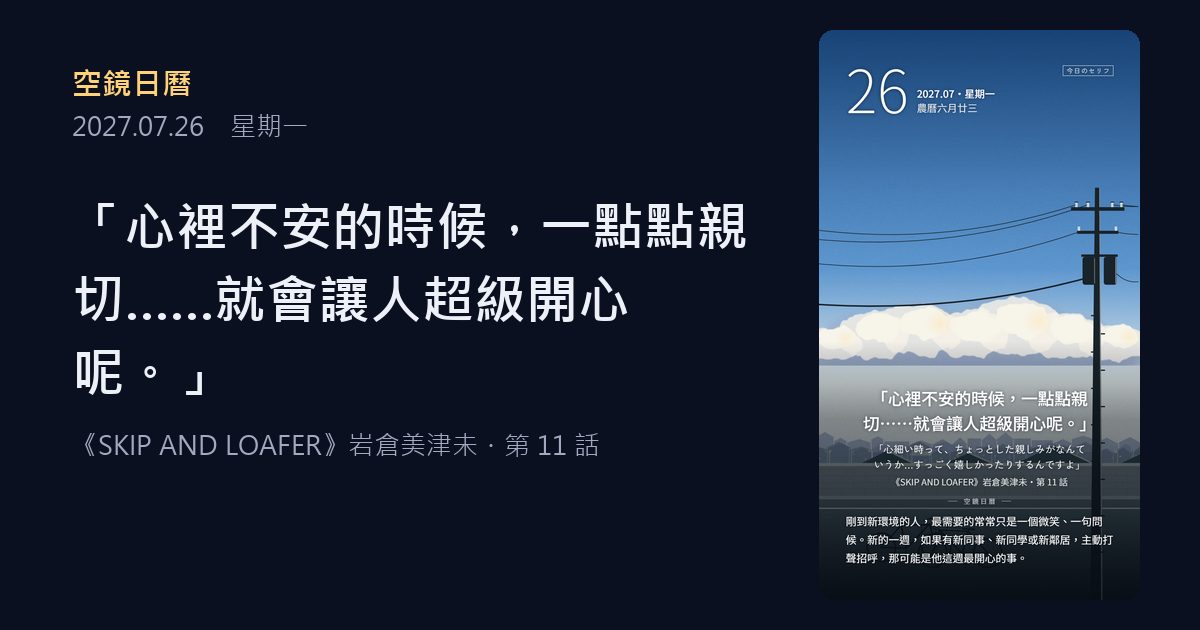 空鏡日曆
2027.07.26 星期一
「心裡不安的時候，一點點親
切……就會讓人超級開心
呢。」
《SKIP AND LOAFER》岩倉美津未・第 11 話
26
2027.07・星期一
農曆六月廿三
今日のセリフ
「心裡不安的時候，一點點親
切……就會讓人超級開心呢。」
「心細い時って、ちょっとした親しみがなんて
いうか…すっごく嬉しかったりするんですよ」
《SKIP AND LOAFER》岩倉美津未・第 11 話
— 空鏡日曆 —
剛到新環境的人，最需要的常常只是一個微笑、一句問
候。新的一週，如果有新同事、新同學或新鄰居，主動打
聲招呼，那可能是他這週最開心的事。